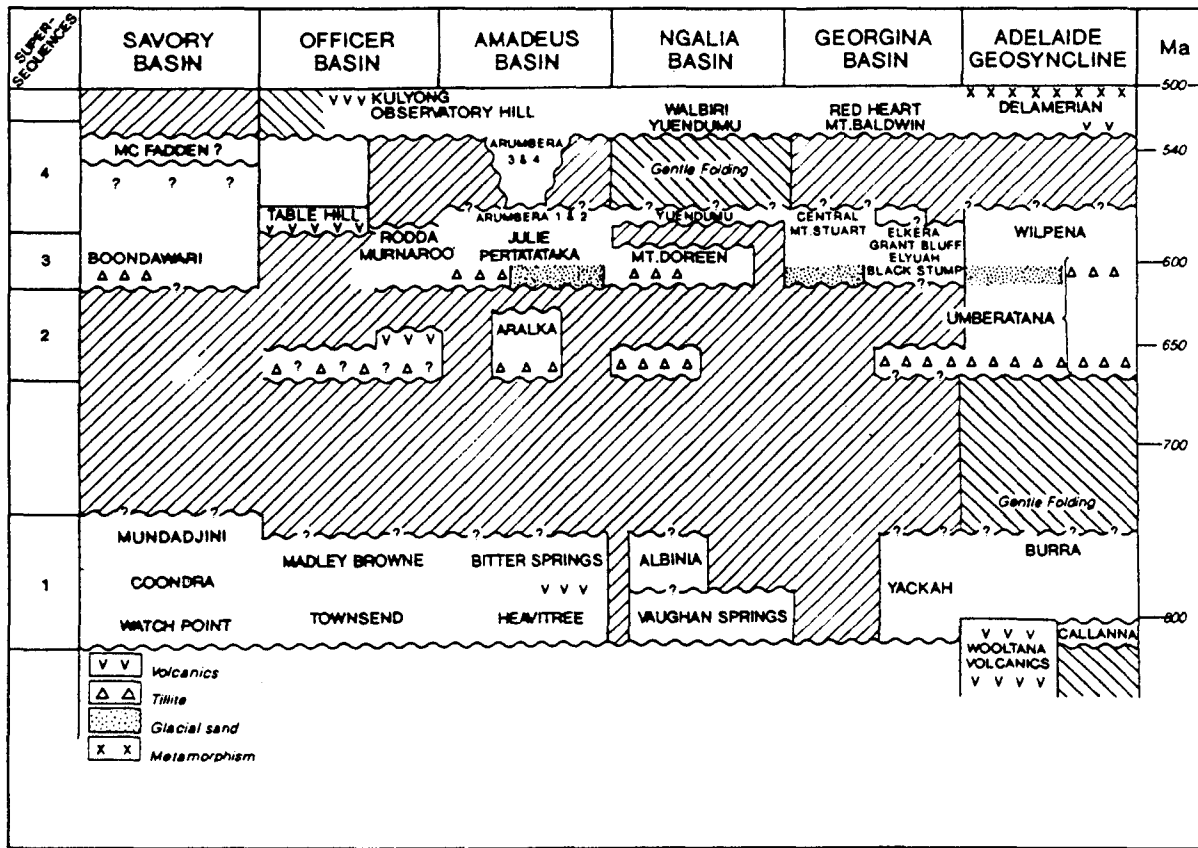 SUPER-
SEQUENCES
SAVORY
BASIN
OFFICER
BASIN
AMADEUS
BASIN
NGALIA
BASIN
GEORGINA
BASIN
ADELAIDE
GEOSYNCLINE
Ma
500
V V V KULYONG
OBSERVATORY HILL
WALBIRI
YUENDUMU
RED HEART
MT. BALDWIN
X X X X X X X X
DELAMERIAN
V V
4
MC FADDEN ?
? ? ?
ARUMBERA
3 & 4
Gentle Folding
540
TABLE HILL
V V V V V
ARUMBERA 1 & 2
YUENDUMU
CENTRAL
MT. STUART
?
WILPENA
3
BOONDAWARI
RODDA
MURNAROO
JULIE
PERTATATAKA
MT. DOREEN
ELKERA
GRANT BLUFF
ELYUAH
BLACK STUMP
600
2
V V V
? ? ? ?
ARALKA
UMBERATANA
650
700
Gentle Folding
1
MUNDADJINI
COONDRA
WATCH POINT
MADLEY BROWNE
TOWNSEND
BITTER SPRINGS
V V V
HEAVITREE
ALBINIA
?
VAUGHAN SPRINGS
YACKAH
BURRA
800
V V V
WOOLTANA
VOLCANICS
V V V V
CALLANNA
V V Volcanics
Tillite
Glacial sand
X X Metamorphism